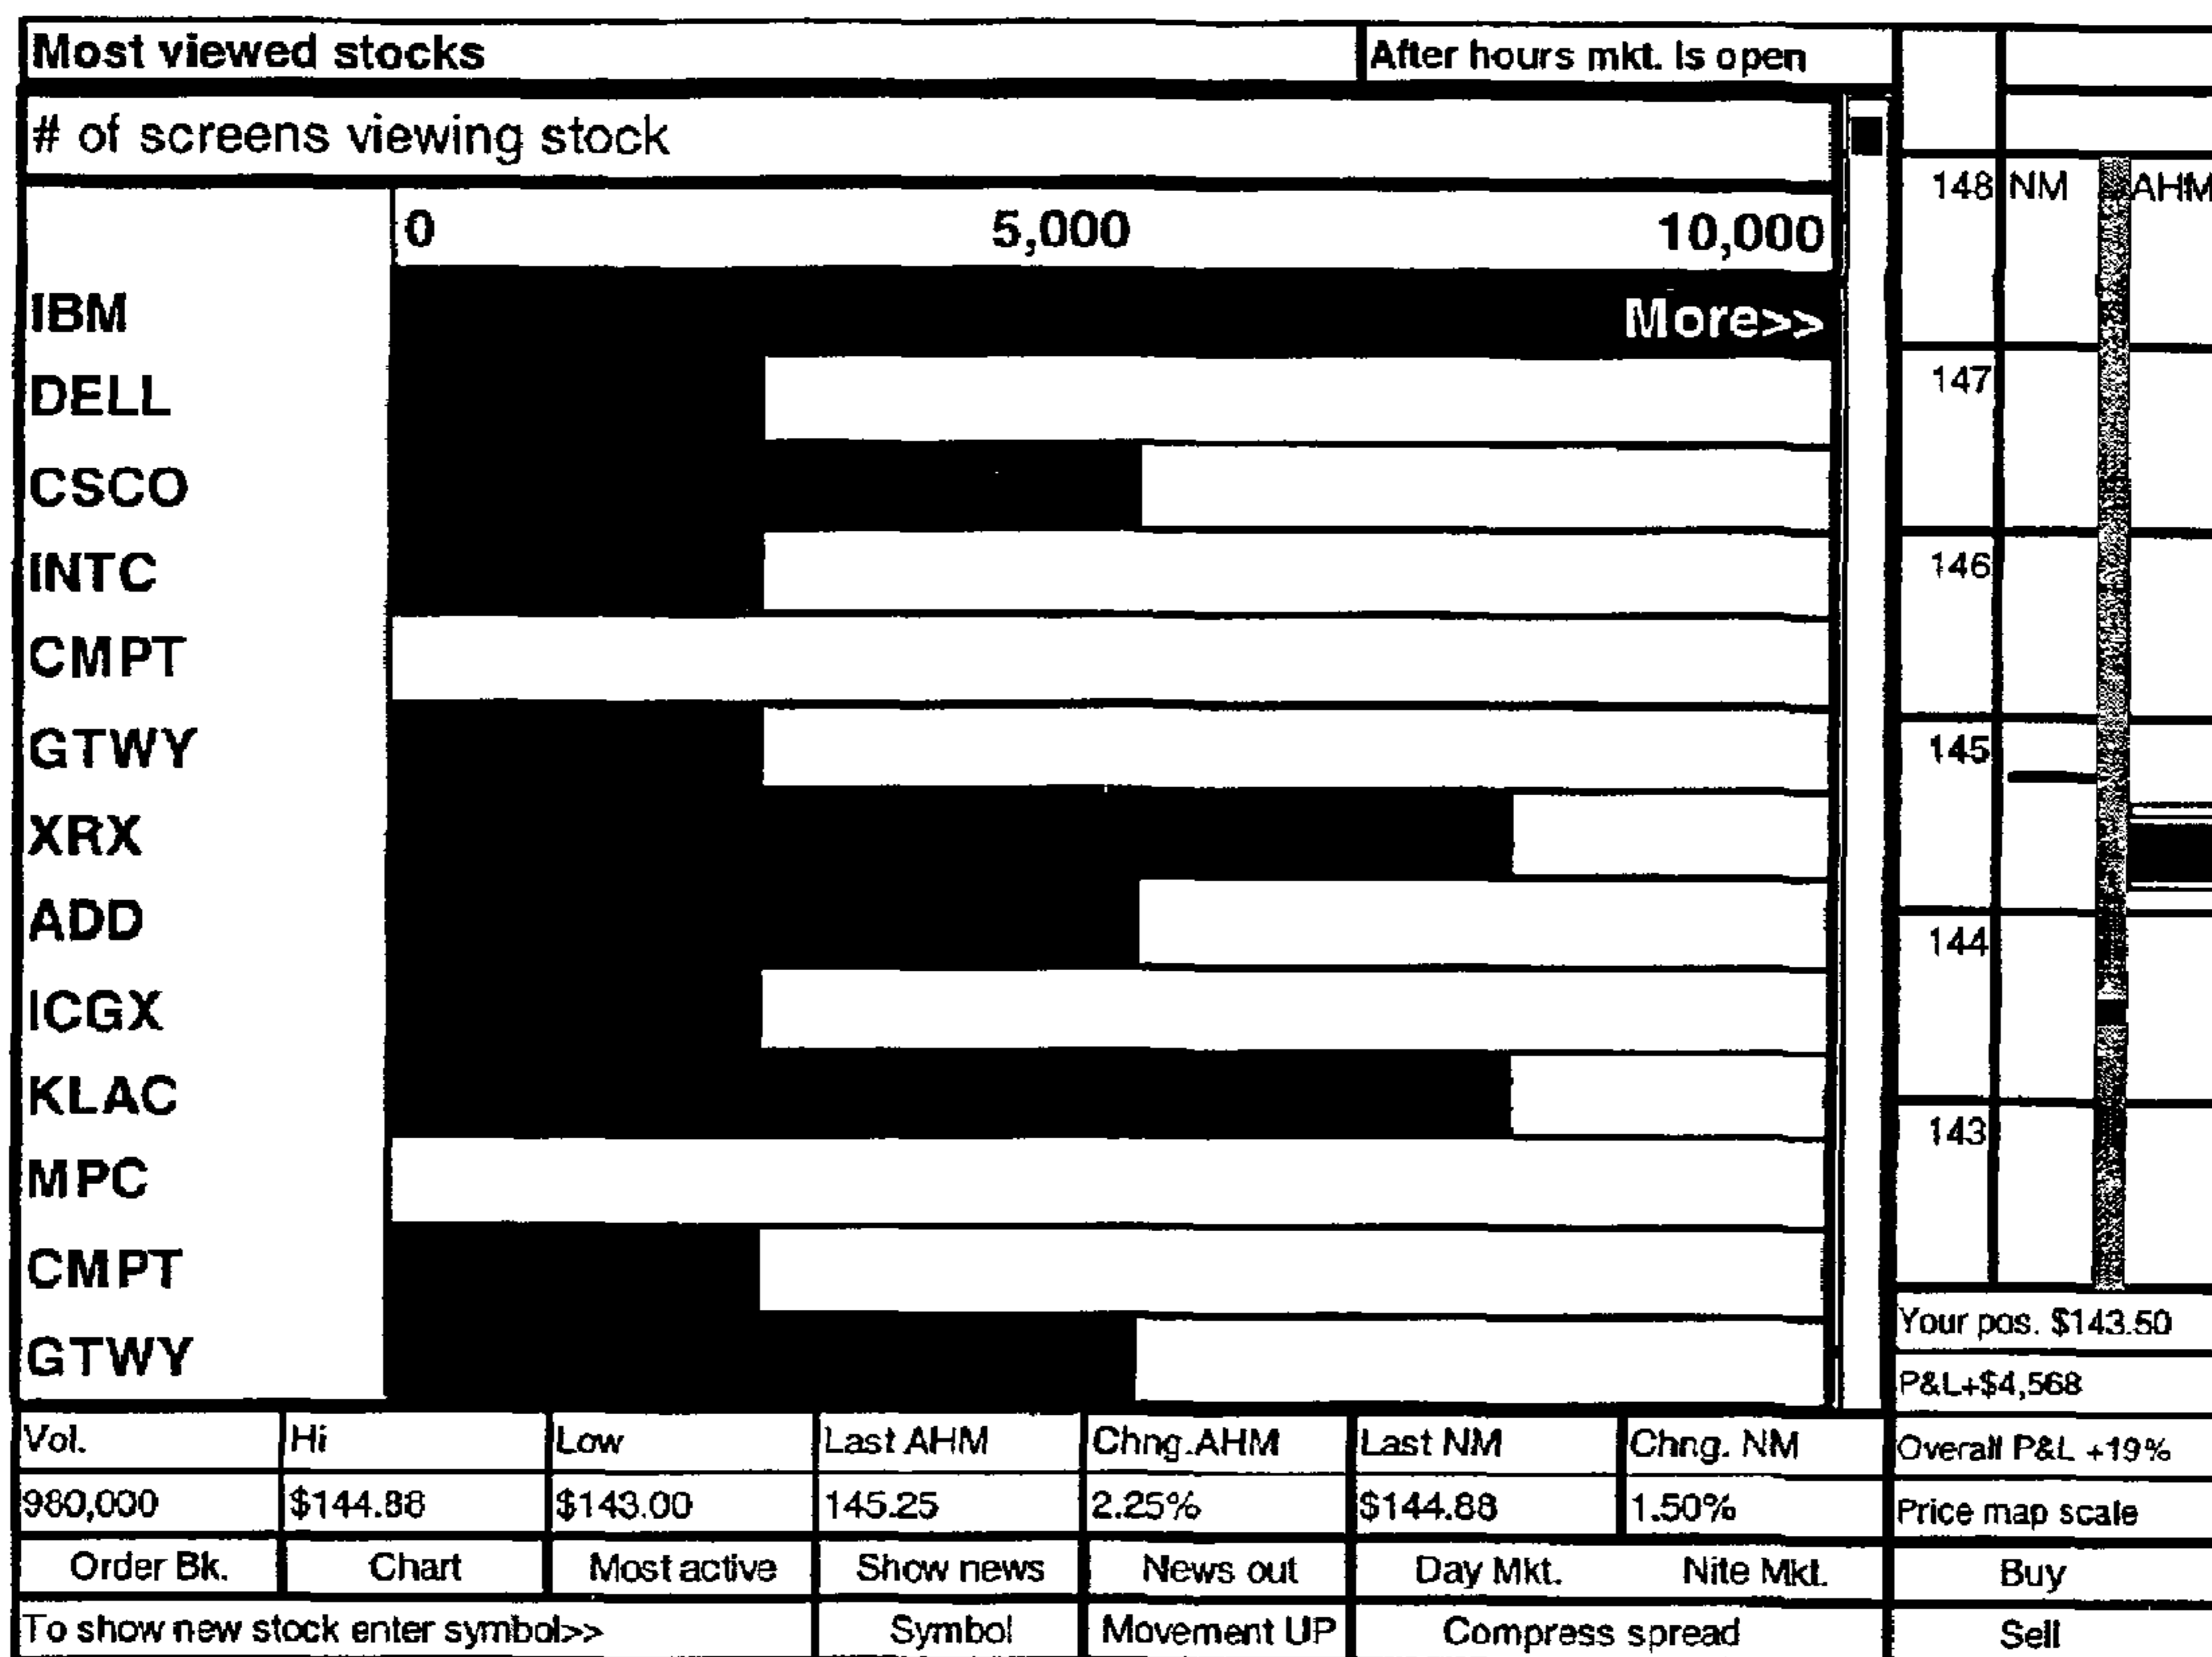 Most viewed stocks
After hours mkt. Is open
# of screens viewing stock
0 5,000 10,000
IBM More>>
DELL
CSCO
INTC
CMPT
GTWY
XRX
ADD
ICGX
KLAC
MPC
CMPT
GTWY
148 NM AHM
147
146
145
144
143
Your pos. $143.50
P&L+$4,568
Vol. Hi Low Last AHM Chng.AHM Last NM Chng. NM Overall P&L +19%
980,000 $144.88 $143.00 145.25 2.25% $144.88 1.50% Price map scale
Order Bk. Chart Most active Show news News out Day Mkt. Nite Mkt. Buy
To show new stock enter symbol>> Symbol Movement UP Compress spread Sell